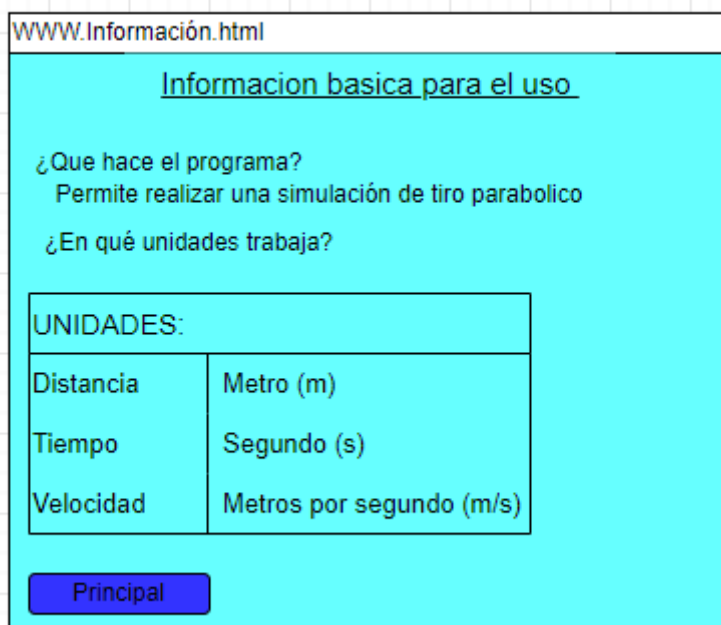 WWW.Información.html
Informacion basica para el uso
¿Que hace el programa?
Permite realizar una simulación de tiro parabolico
¿En qué unidades trabaja?
UNIDADES:
Distancia Metro (m)
Tiempo Segundo (s)
Velocidad Metros por segundo (m/s)
Principal